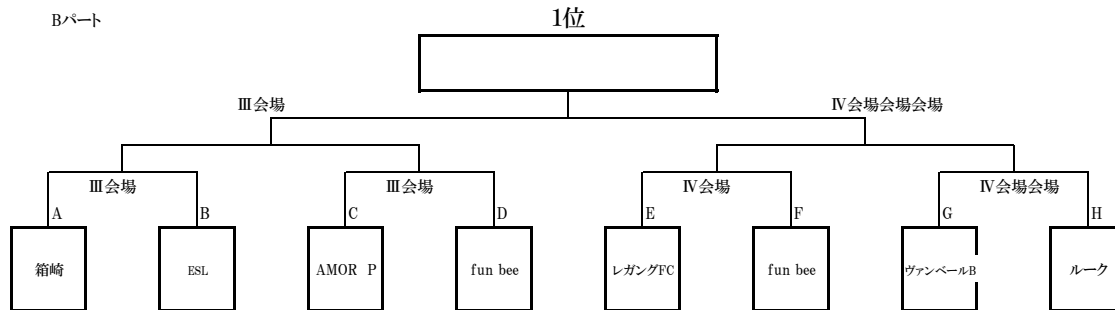 Bパート
1位
Ⅲ会場 Ⅳ会場会場会場
Ⅲ会場 Ⅲ会場 Ⅳ会場 Ⅳ会場会場
A B C D E F G H
箱崎 ESL AMOR P fun bee レガングFC fun bee ヴァンベールB ルーク